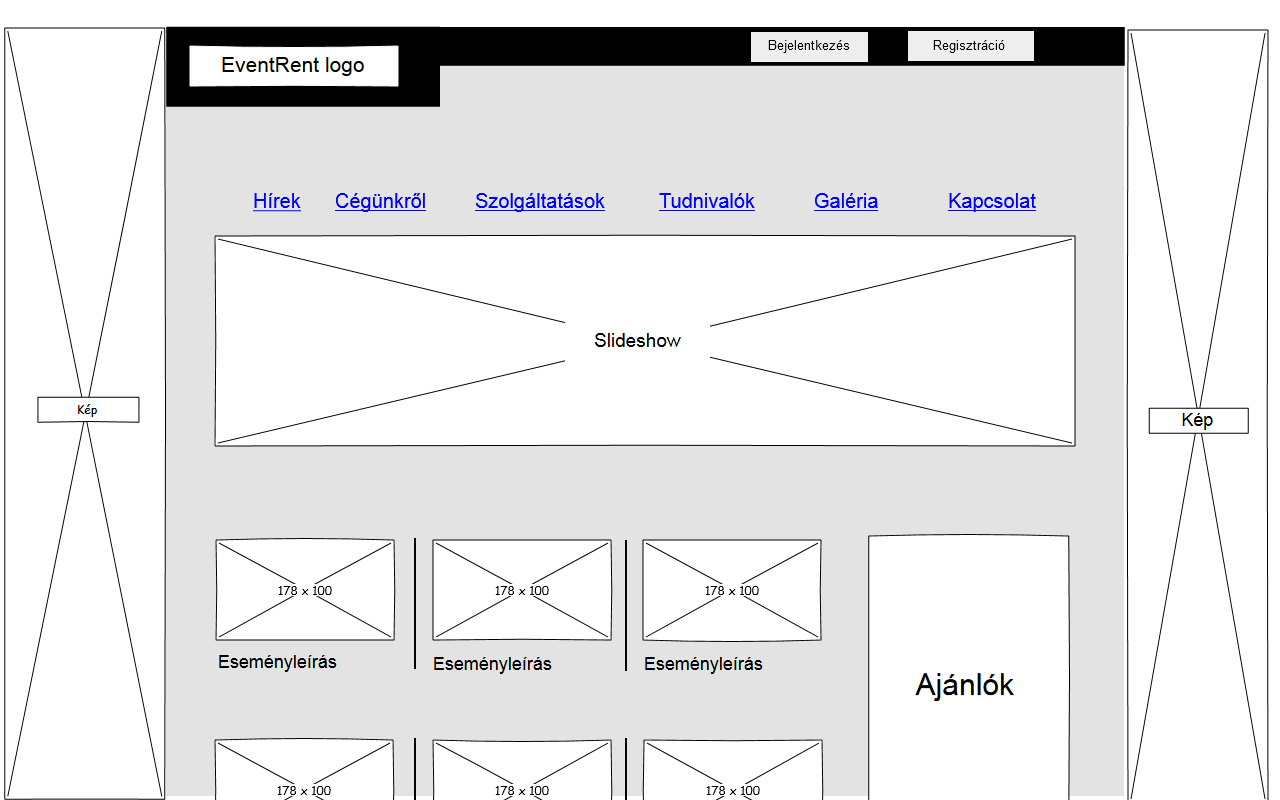 EventRent logo
Bejelentkezés
Regisztráció
Hírek
Cégünkről
Szolgáltatások
Tudnivalók
Galéria
Kapcsolat
Slideshow
Kép
Kép
178 x 100
178 x 100
178 x 100
Eseményleírás
Eseményleírás
Eseményleírás
Ajánlók
178 x 100
178 x 100
178 x 100